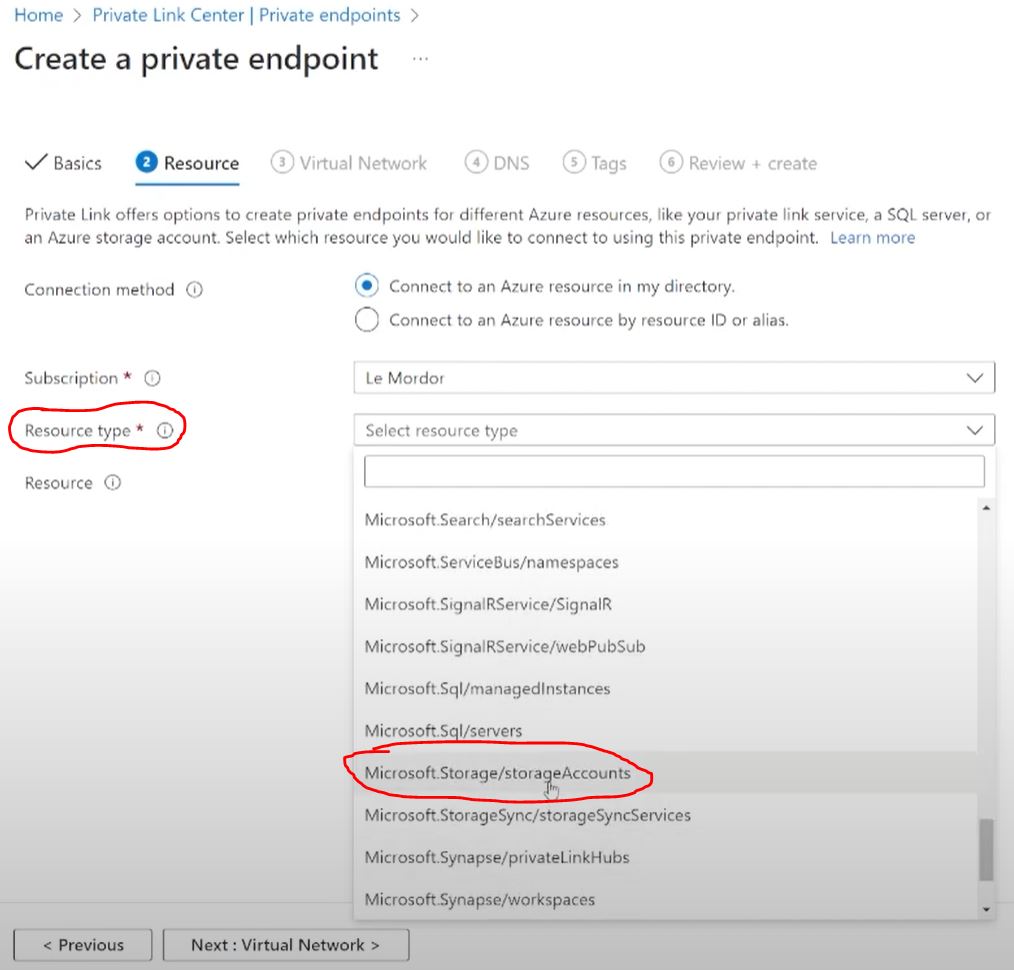 Home > Private Link Center | Private endpoints >
Create a private endpoint ...
Basics 2 Resource 3 Virtual Network 4 DNS 5 Tags 6 Review + create
Private Link offers options to create private endpoints for different Azure resources, like your private link service, a SQL server, or
an Azure storage account. Select which resource you would like to connect to using this private endpoint. Learn more
Connection method
Connect to an Azure resource in my directory.
Connect to an Azure resource by resource ID or alias.
Subscription *
Le Mordor
Resource type *
Select resource type
Resource
Microsoft.Search/searchServices
Microsoft.ServiceBus/namespaces
Microsoft.SignalRService/SignalR
Microsoft.SignalRService/webPubSub
Microsoft.Sql/managedInstances
Microsoft.Sql/servers
Microsoft.Storage/storageAccounts
Microsoft.StorageSync/storageSyncServices
Microsoft.Synapse/privateLinkHubs
Microsoft.Synapse/workspaces
< Previous
Next : Virtual Network >